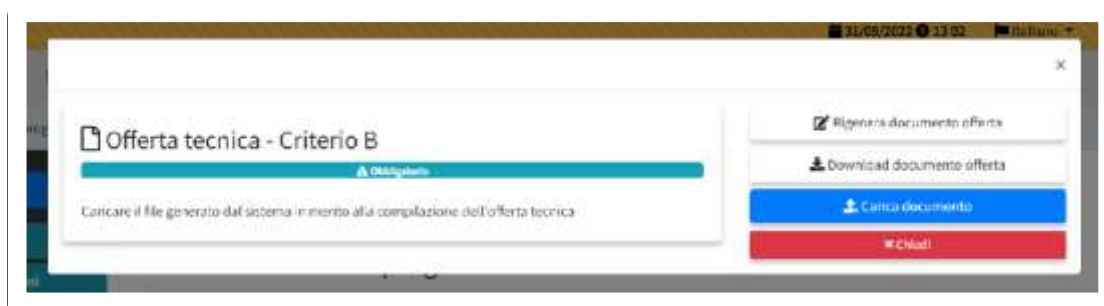 31/08/2022 13:02 Italiano
×
Offerta tecnica - Criterio B
Obbligatorio
Caricare il file generato dal sistema in merito alla compilazione dell'offerta tecnica
Rigenera documento offerta
Download documento offerta
Carica documento
Chiudi